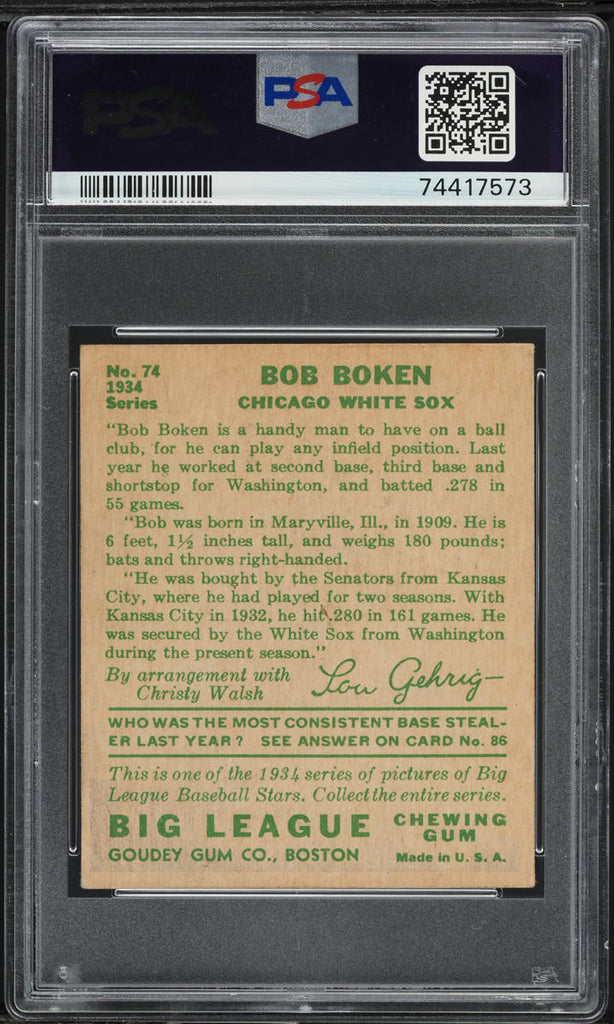 PSA
PSA
74417573
No. 74
1934
Series
BOB BOKEN
CHICAGO WHITE SOX
"Bob Boken is a handy man to have on a ball
club, for he can play any infield position. Last
year he worked at second base, third base and
shortstop for Washington, and batted .278 in
55 games.
"Bob was born in Maryville, Ill., in 1909. He is
6 feet, 1½ inches tall, and weighs 180 pounds;
bats and throws right-handed.
"He was bought by the Senators from Kansas
City, where he had played for two seasons. With
Kansas City in 1932, he hit .280 in 161 games. He
was secured by the White Sox from Washington
during the present season."
By arrangement with
Christy Walsh
Lou Gehrig
WHO WAS THE MOST CONSISTENT BASE STEAL-
ER LAST YEAR? SEE ANSWER ON CARD No. 86
This is one of the 1934 series of pictures of Big
League Baseball Stars. Collect the entire series.
BIG LEAGUE
CHEWING
GUM
GOUDEY GUM CO., BOSTON
Made in U. S. A.
PSA